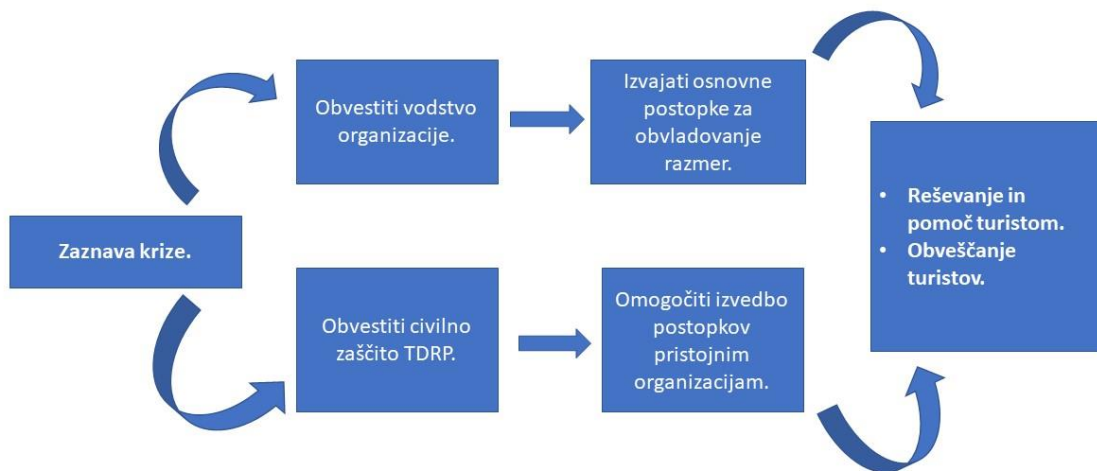 Zaznava krize.
Obvestiti vodstvo
organizacije.
Izvajati osnovne
postopke za
obvladovanje
razmer.
Obvestiti civilno
zaščito TDRP.
Omogočiti izvedbo
postopkov
pristojnim
organizacijam.
• Reševanje in
pomoč turistom.
• Obveščanje
turistov.